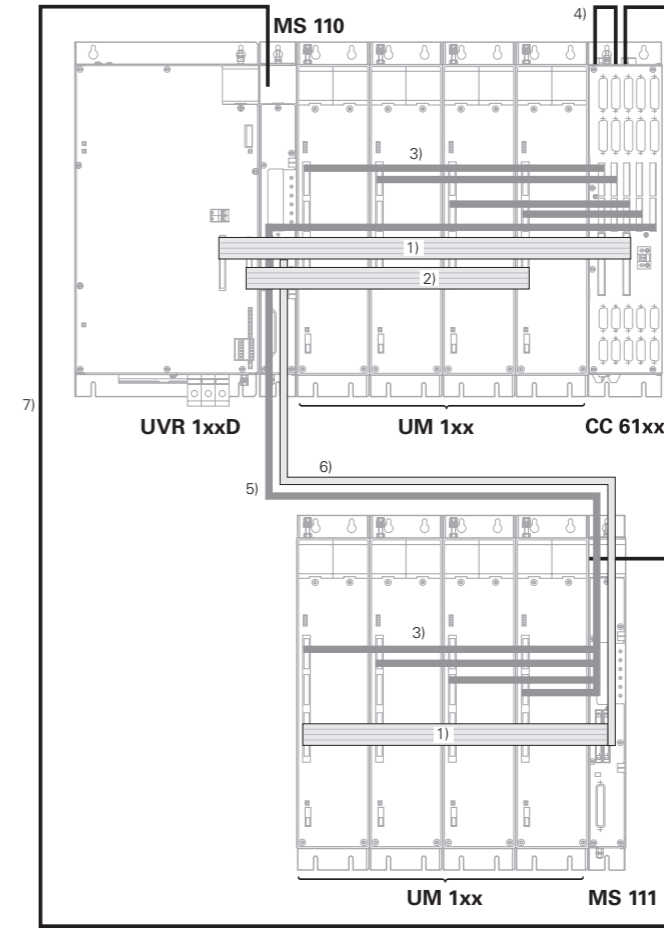 4)
MS 110
3)
1)
2)
7)
UVR 1xxD
UM 1xx
CC 61xx
6)
5)
3)
1)
UM 1xx
MS 111